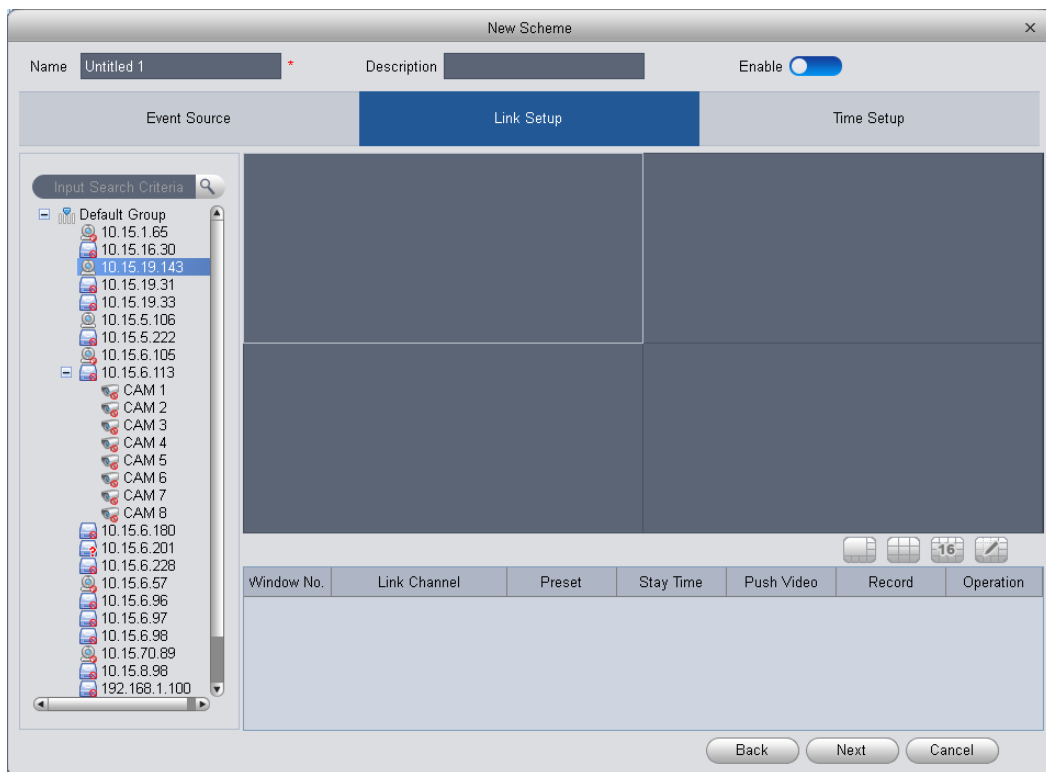 New Scheme
Name Untitled 1 * Description Enable
Event Source Link Setup Time Setup
Input Search Criteria
Default Group
10.15.1.65
10.15.16.30
10.15.19.143
10.15.19.31
10.15.19.33
10.15.5.106
10.15.5.222
10.15.6.105
10.15.6.113
CAM 1
CAM 2
CAM 3
CAM 4
CAM 5
CAM 6
CAM 7
CAM 8
10.15.6.180
10.15.6.201
10.15.6.228
10.15.6.57
10.15.6.96
10.15.6.97
10.15.6.98
10.15.70.89
10.15.8.98
192.168.1.100
16
Window No. Link Channel Preset Stay Time Push Video Record Operation
Back Next Cancel